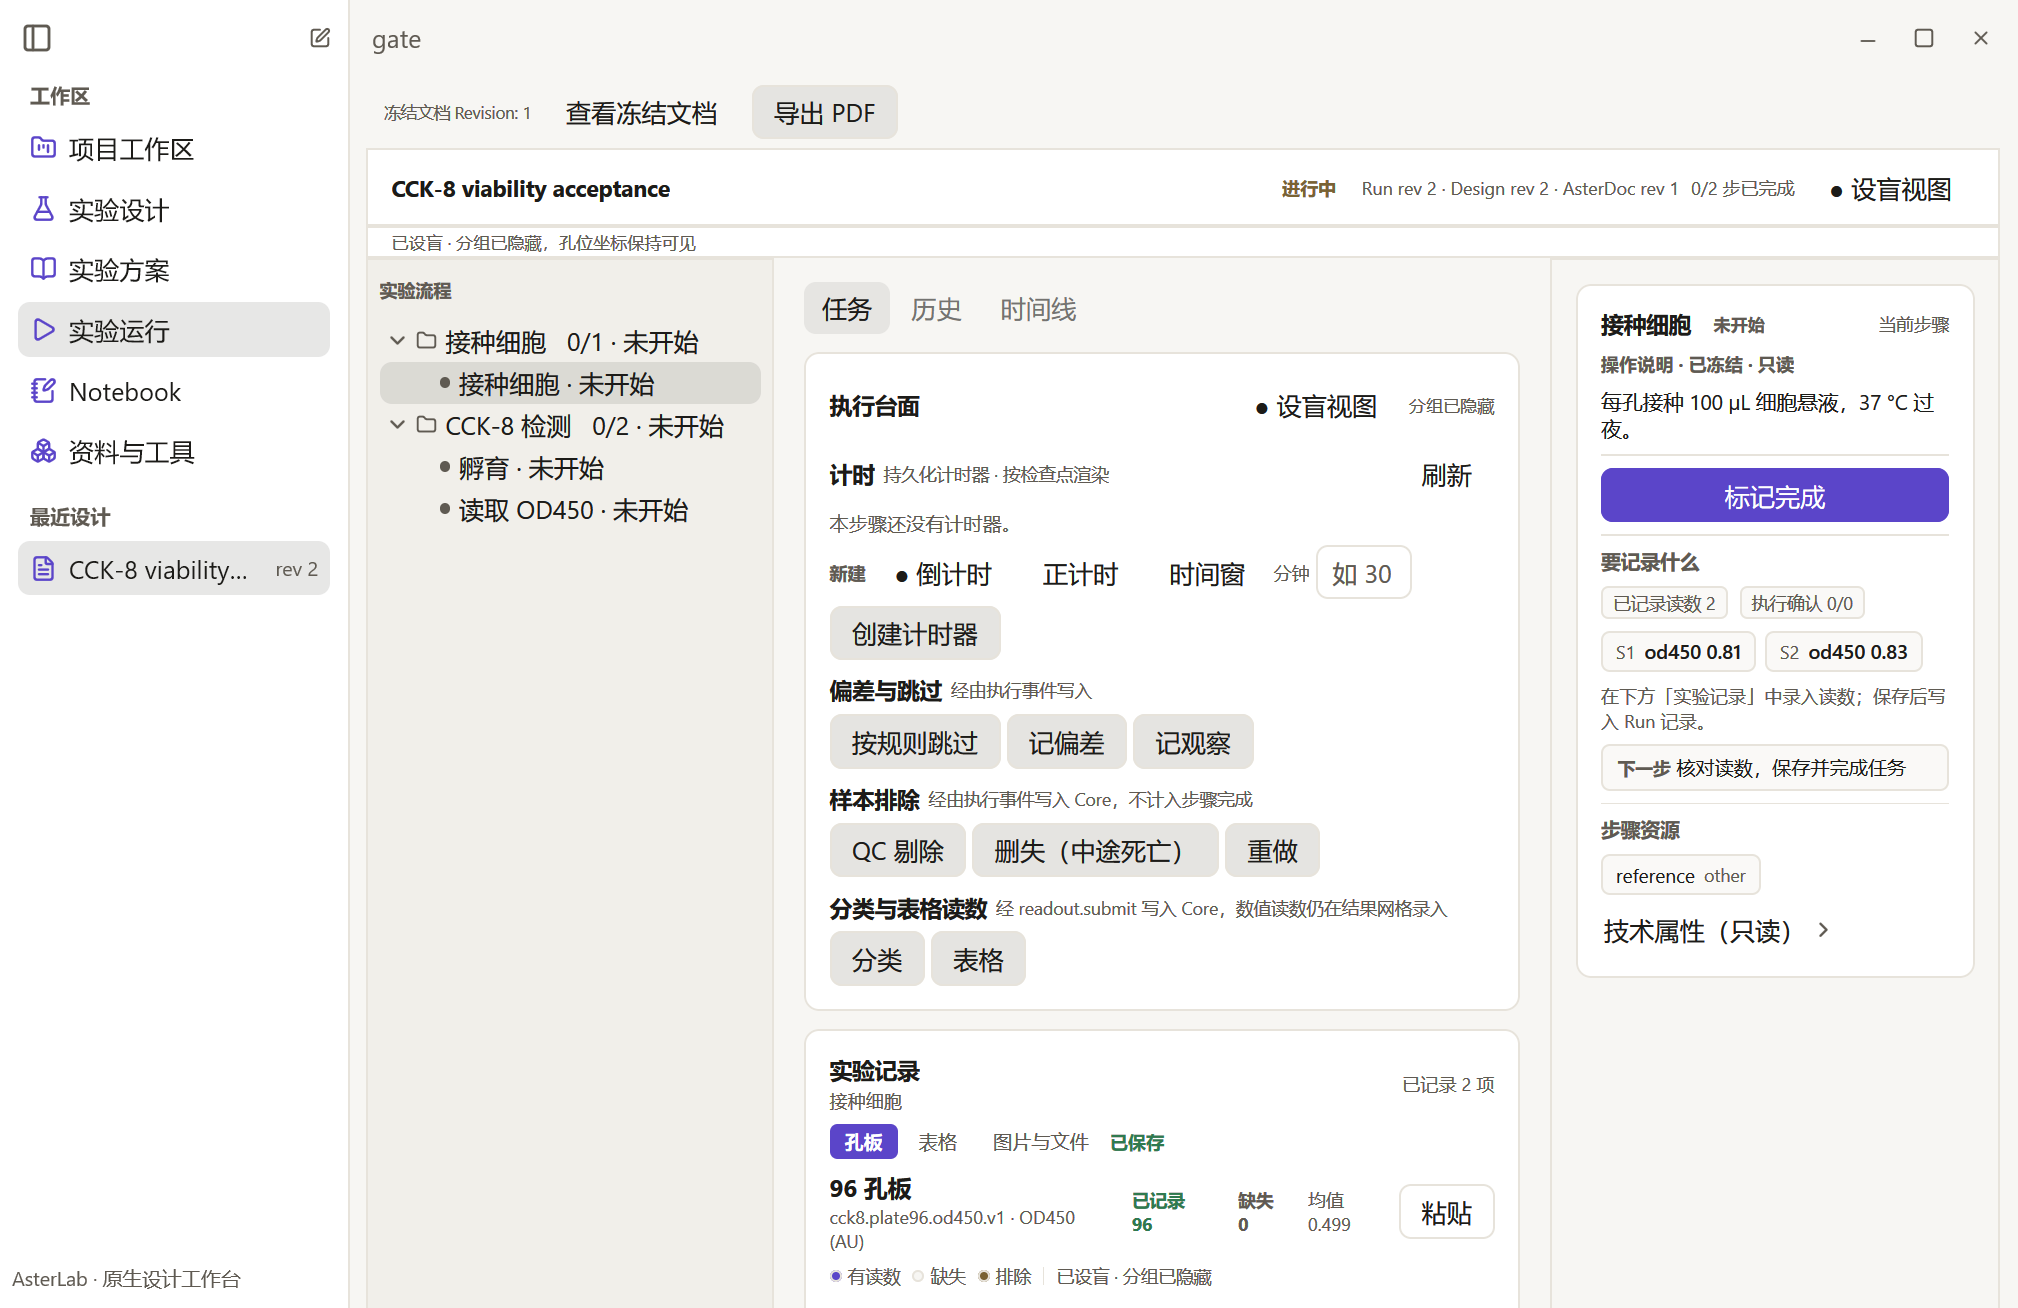 gate
工作区
项目工作区
实验设计
实验方案
实验运行
Notebook
资料与工具
最近设计
CCK-8 viability... rev 2
AsterLab · 原生设计工作台
冻结文档 Revision: 1 查看冻结文档 导出 PDF
CCK-8 viability acceptance 进行中 Run rev 2 · Design rev 2 · AsterDoc rev 1 0/2 步已完成 ● 设盲视图
已设盲 · 分组已隐藏，孔位坐标保持可见
实验流程
接种细胞 0/1 · 未开始
接种细胞 · 未开始
CCK-8 检测 0/2 · 未开始
孵育 · 未开始
读取 OD450 · 未开始
任务 历史 时间线
执行台面 ● 设盲视图 分组已隐藏
计时 持久化计时器 · 按检查点渲染 刷新
本步骤还没有计时器。
新建 ● 倒计时 正计时 时间窗 分钟 如 30
创建计时器
偏差与跳过 经由执行事件写入
按规则跳过 记偏差 记观察
样本排除 经由执行事件写入 Core，不计入步骤完成
QC 剔除 删失（中途死亡） 重做
分类与表格读数 经 readout.submit 写入 Core，数值读数仍在结果网格录入
分类 表格
实验记录
接种细胞
已记录 2 项
孔板 表格 图片与文件 已保存
96 孔板
cck8.plate96.od450.v1 · OD450
(AU)
已记录
96
缺失
0
均值
0.499
粘贴
有读数 缺失 排除 已设盲 · 分组已隐藏
接种细胞 未开始 当前步骤
操作说明 · 已冻结 · 只读
每孔接种 100 μL 细胞悬液，37 °C 过
夜。
标记完成
要记录什么
已记录读数 2 执行确认 0/0
S1 od450 0.81 S2 od450 0.83
在下方「实验记录」中录入读数；保存后写
入 Run 记录。
下一步 核对读数，保存并完成任务
步骤资源
reference other
技术属性（只读）